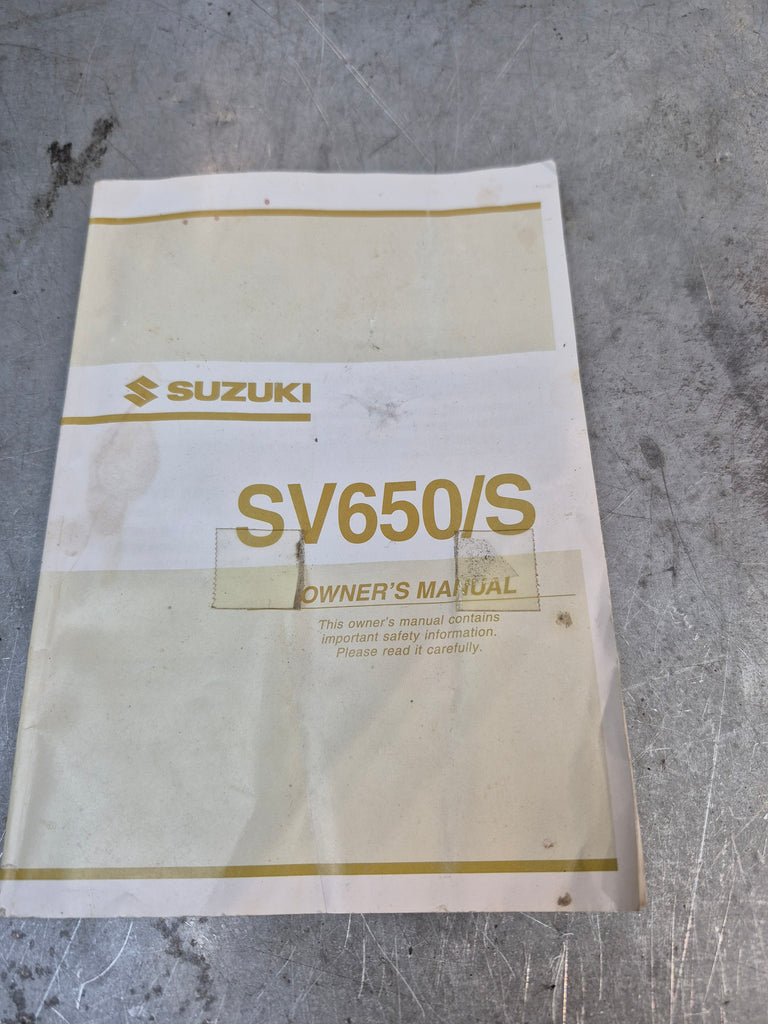 SUZUKI
SV650/S
OWNER'S MANUAL
This owner's manual contains
important safety information.
Please read it carefully.